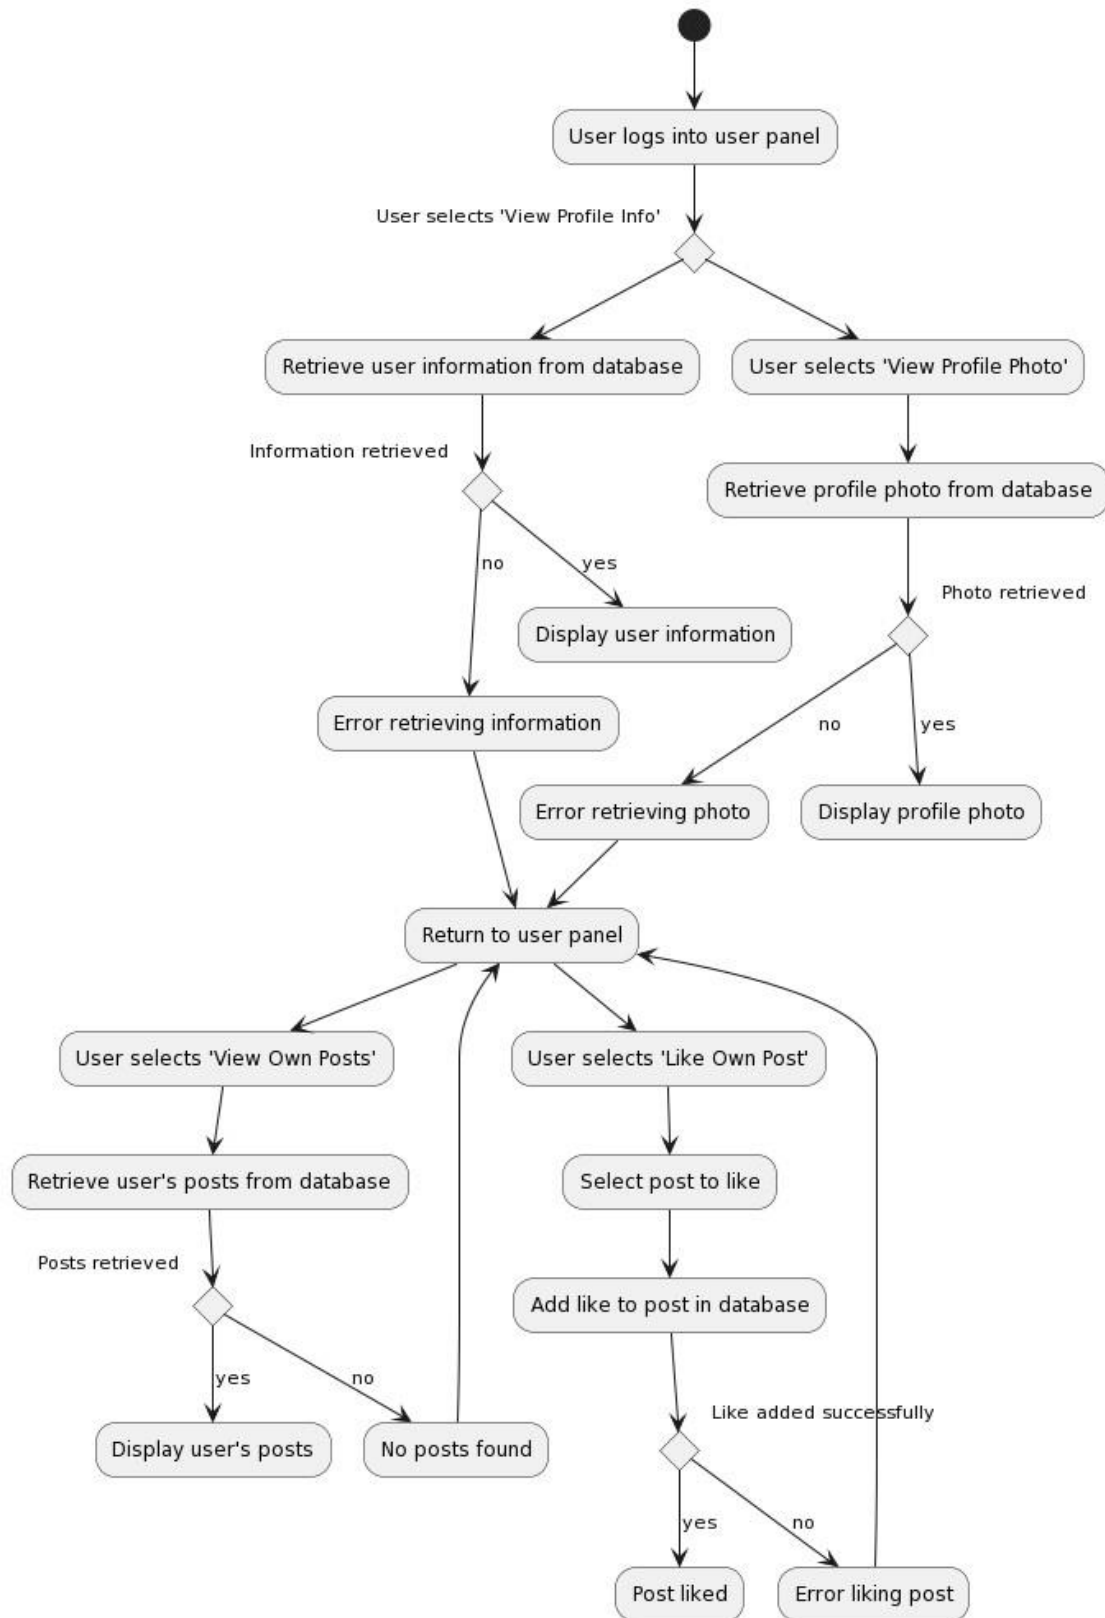 User logs into user panel
User selects 'View Profile Info'
Retrieve user information from database
User selects 'View Profile Photo'
Information retrieved
Retrieve profile photo from database
no
yes
Photo retrieved
Display user information
Error retrieving information
no
yes
Error retrieving photo
Display profile photo
Return to user panel
User selects 'View Own Posts'
User selects 'Like Own Post'
Retrieve user's posts from database
Select post to like
Posts retrieved
Add like to post in database
yes
no
Like added successfully
Display user's posts
No posts found
yes
no
Post liked
Error liking post